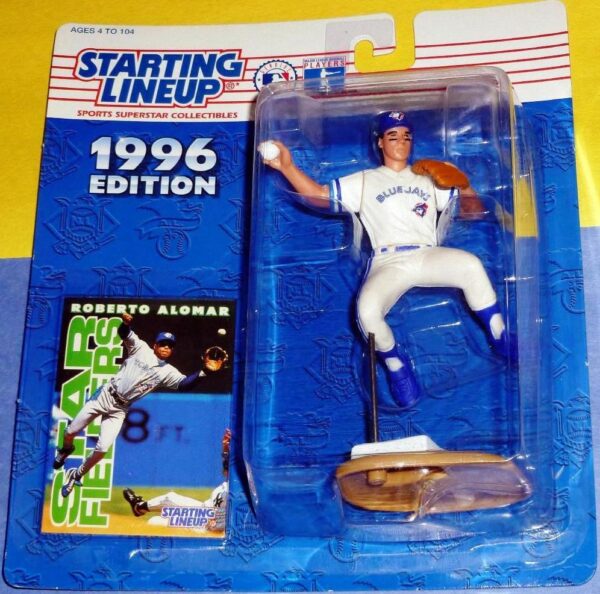 AGES 4 TO 104
STARTING
LINEUP®
SPORTS SUPERSTAR COLLECTIBLES
PLAYERS
1996
EDITION
BLUE JAYS
ROBERTO ALOMAR
STAR
FIELDERS
8 FT.
STARTING
LINEUP